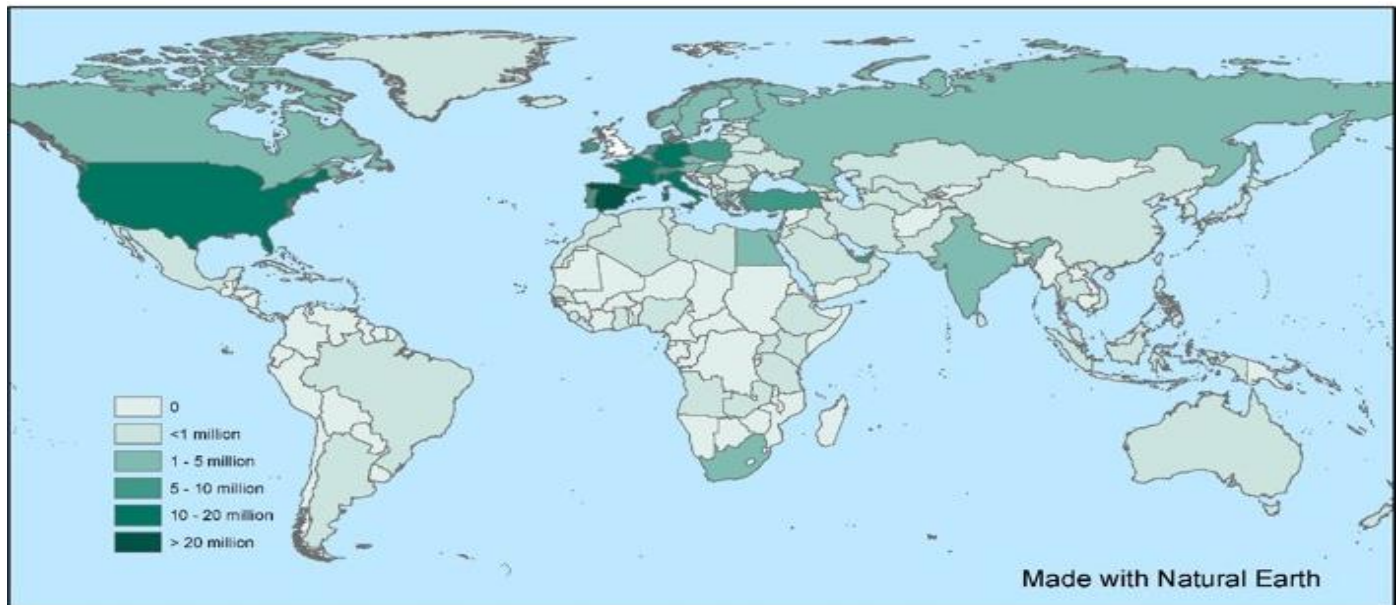 0
<1 million
1 - 5 million
5 - 10 million
10 - 20 million
> 20 million
Made with Natural Earth